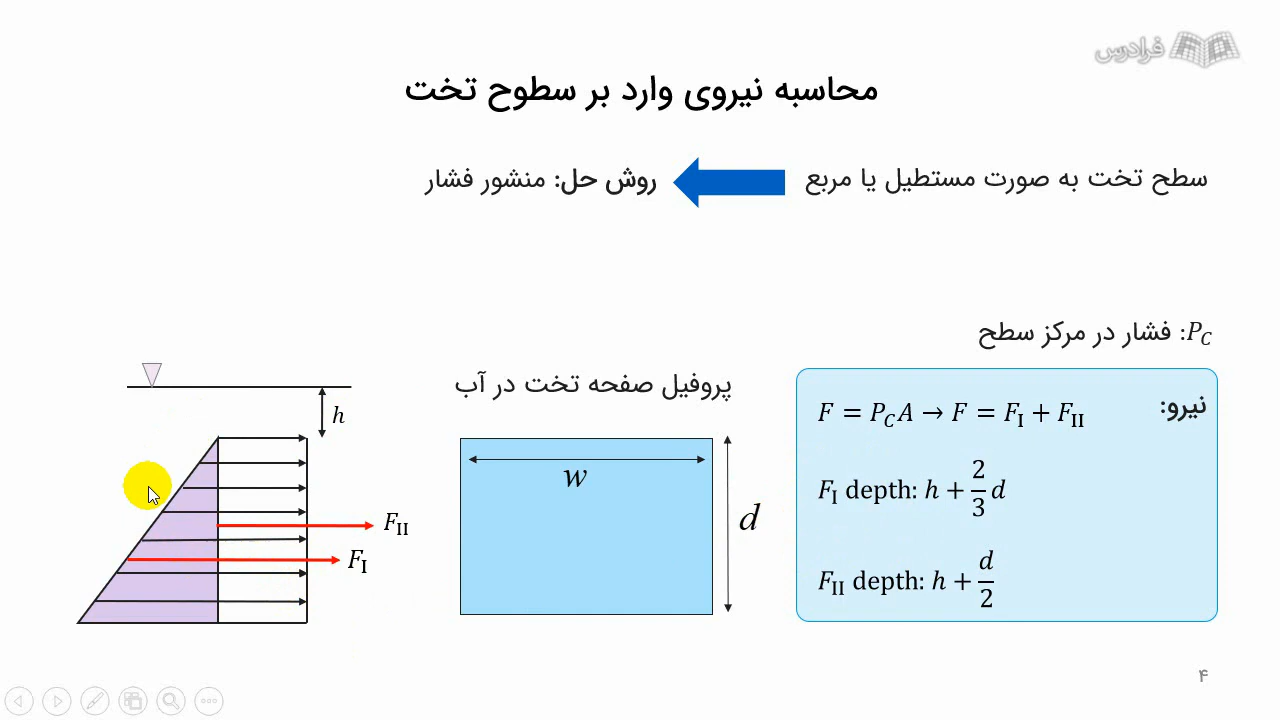 فرادرس
محاسبه نیروی وارد بر سطوح تخت
سطح تخت به صورت مستطیل یا مربع
روش حل: منشور فشار
P_C: فشار در مرکز سطح
نیرو:
F = P_C A → F = F_I + F_II
F_I depth: h + 2/3 d
F_II depth: h + d/2
پروفیل صفحه تخت در آب
w
d
h
F_II
F_I
۴